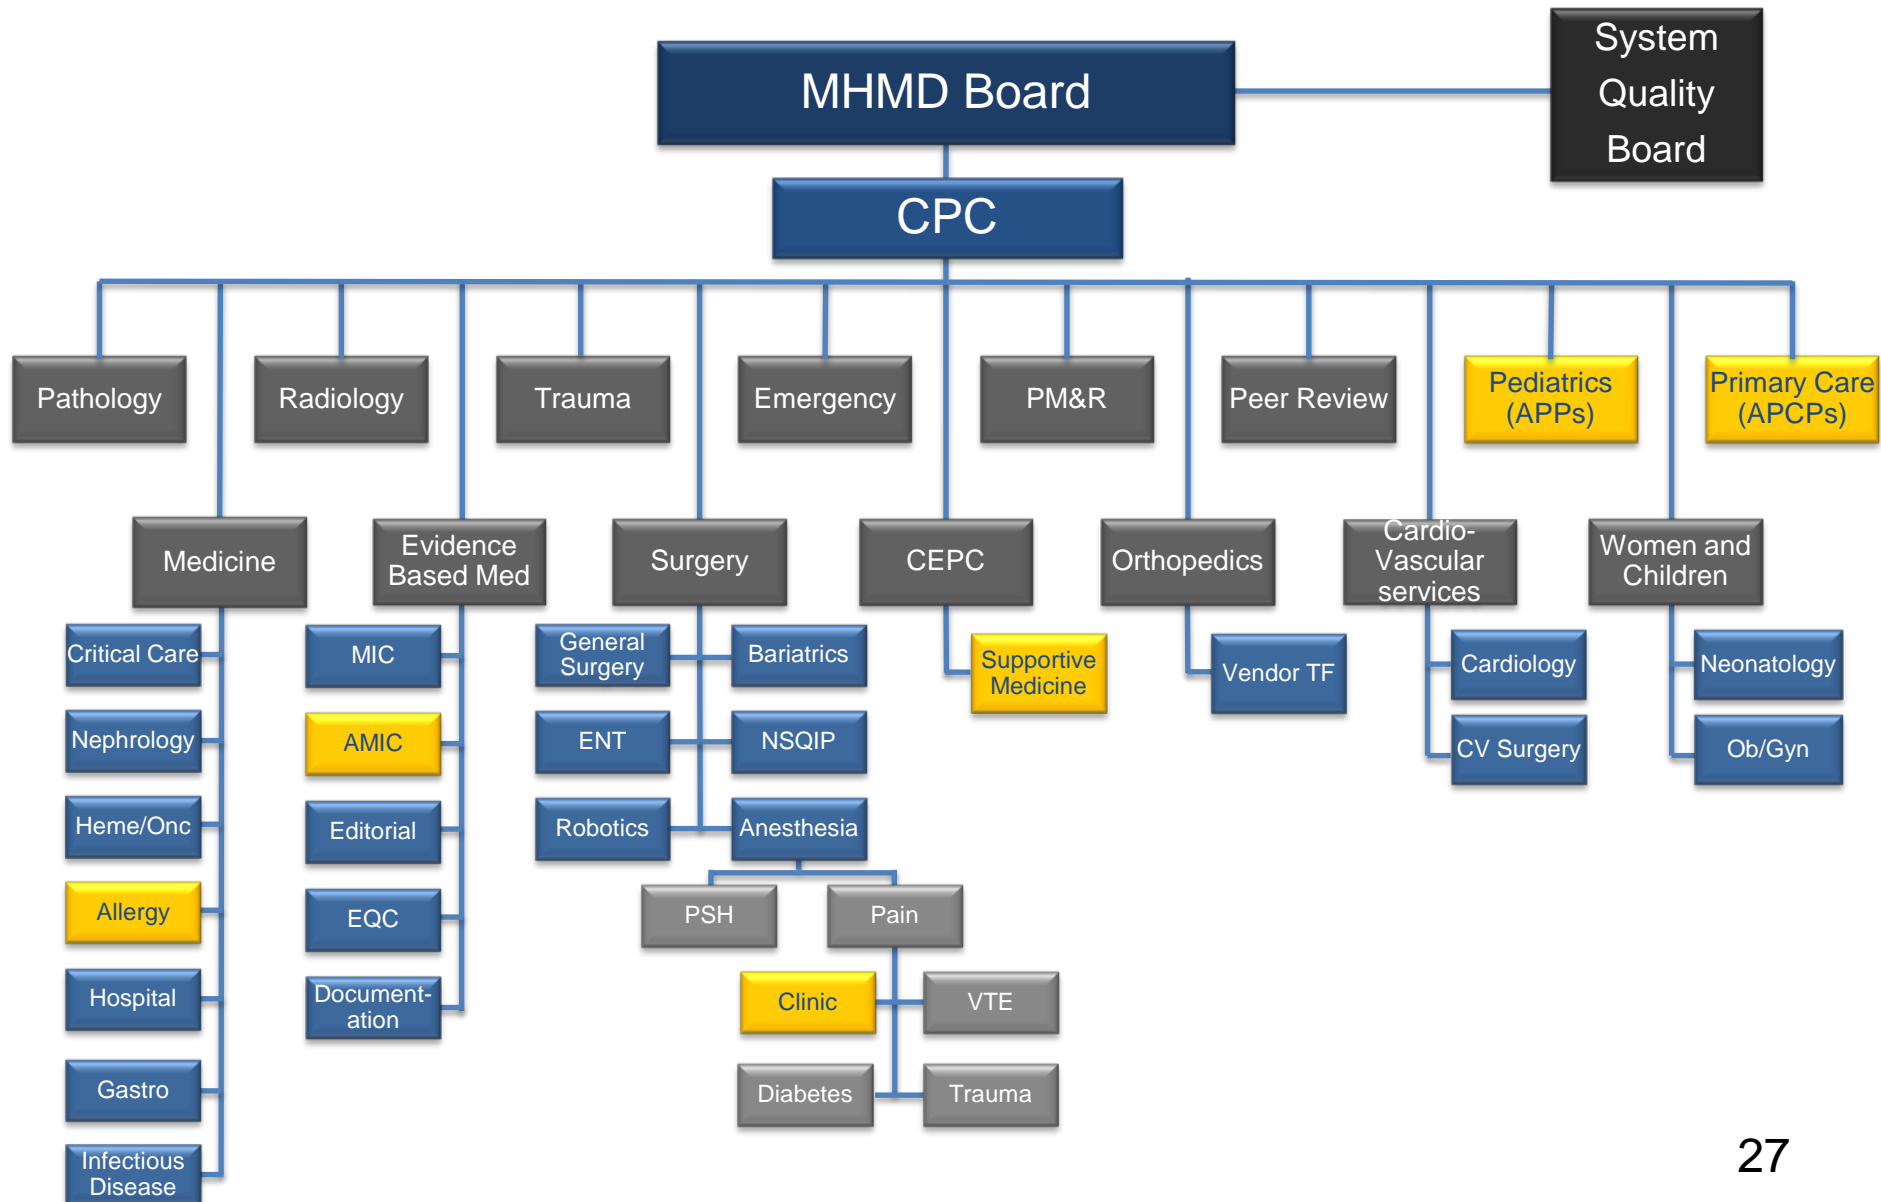 MHMD Board
System
Quality
Board
CPC
Pathology
Radiology
Trauma
Emergency
PM&R
Peer Review
Pediatrics
(APPs)
Primary Care
(APCPs)
Medicine
Evidence
Based Med
Surgery
CEPC
Orthopedics
Cardio-
Vascular
services
Women and
Children
Critical Care
Nephrology
Heme/Onc
Allergy
Hospital
Gastro
Infectious
Disease
MIC
AMIC
Editorial
EQC
Document-
ation
General
Surgery
Bariatrics
ENT
NSQIP
Robotics
Anesthesia
PSH
Pain
Clinic
VTE
Diabetes
Trauma
Supportive
Medicine
Vendor TF
Cardiology
CV Surgery
Neonatology
Ob/Gyn
27